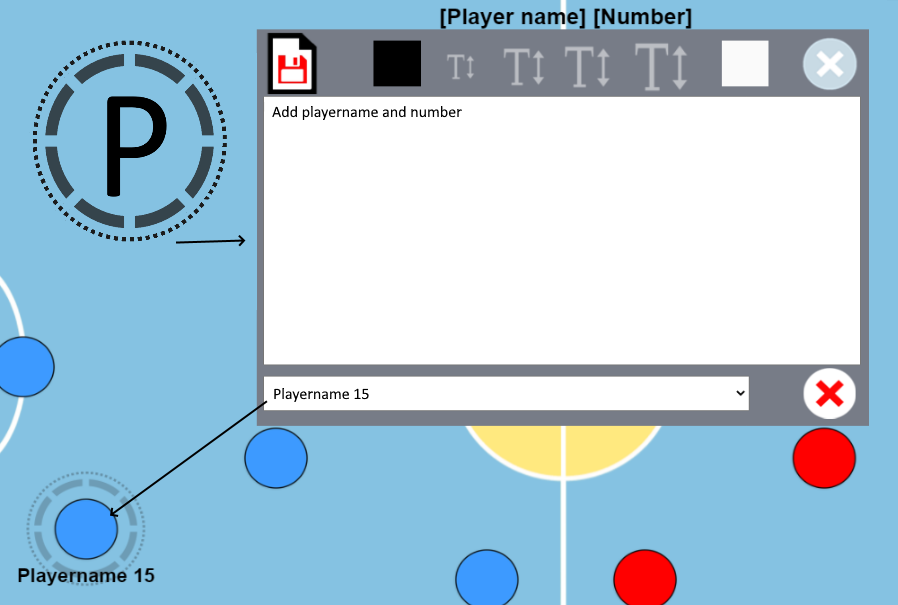 [Player name] [Number]
P
T T T T
Add playername and number
Playername 15
Playername 15